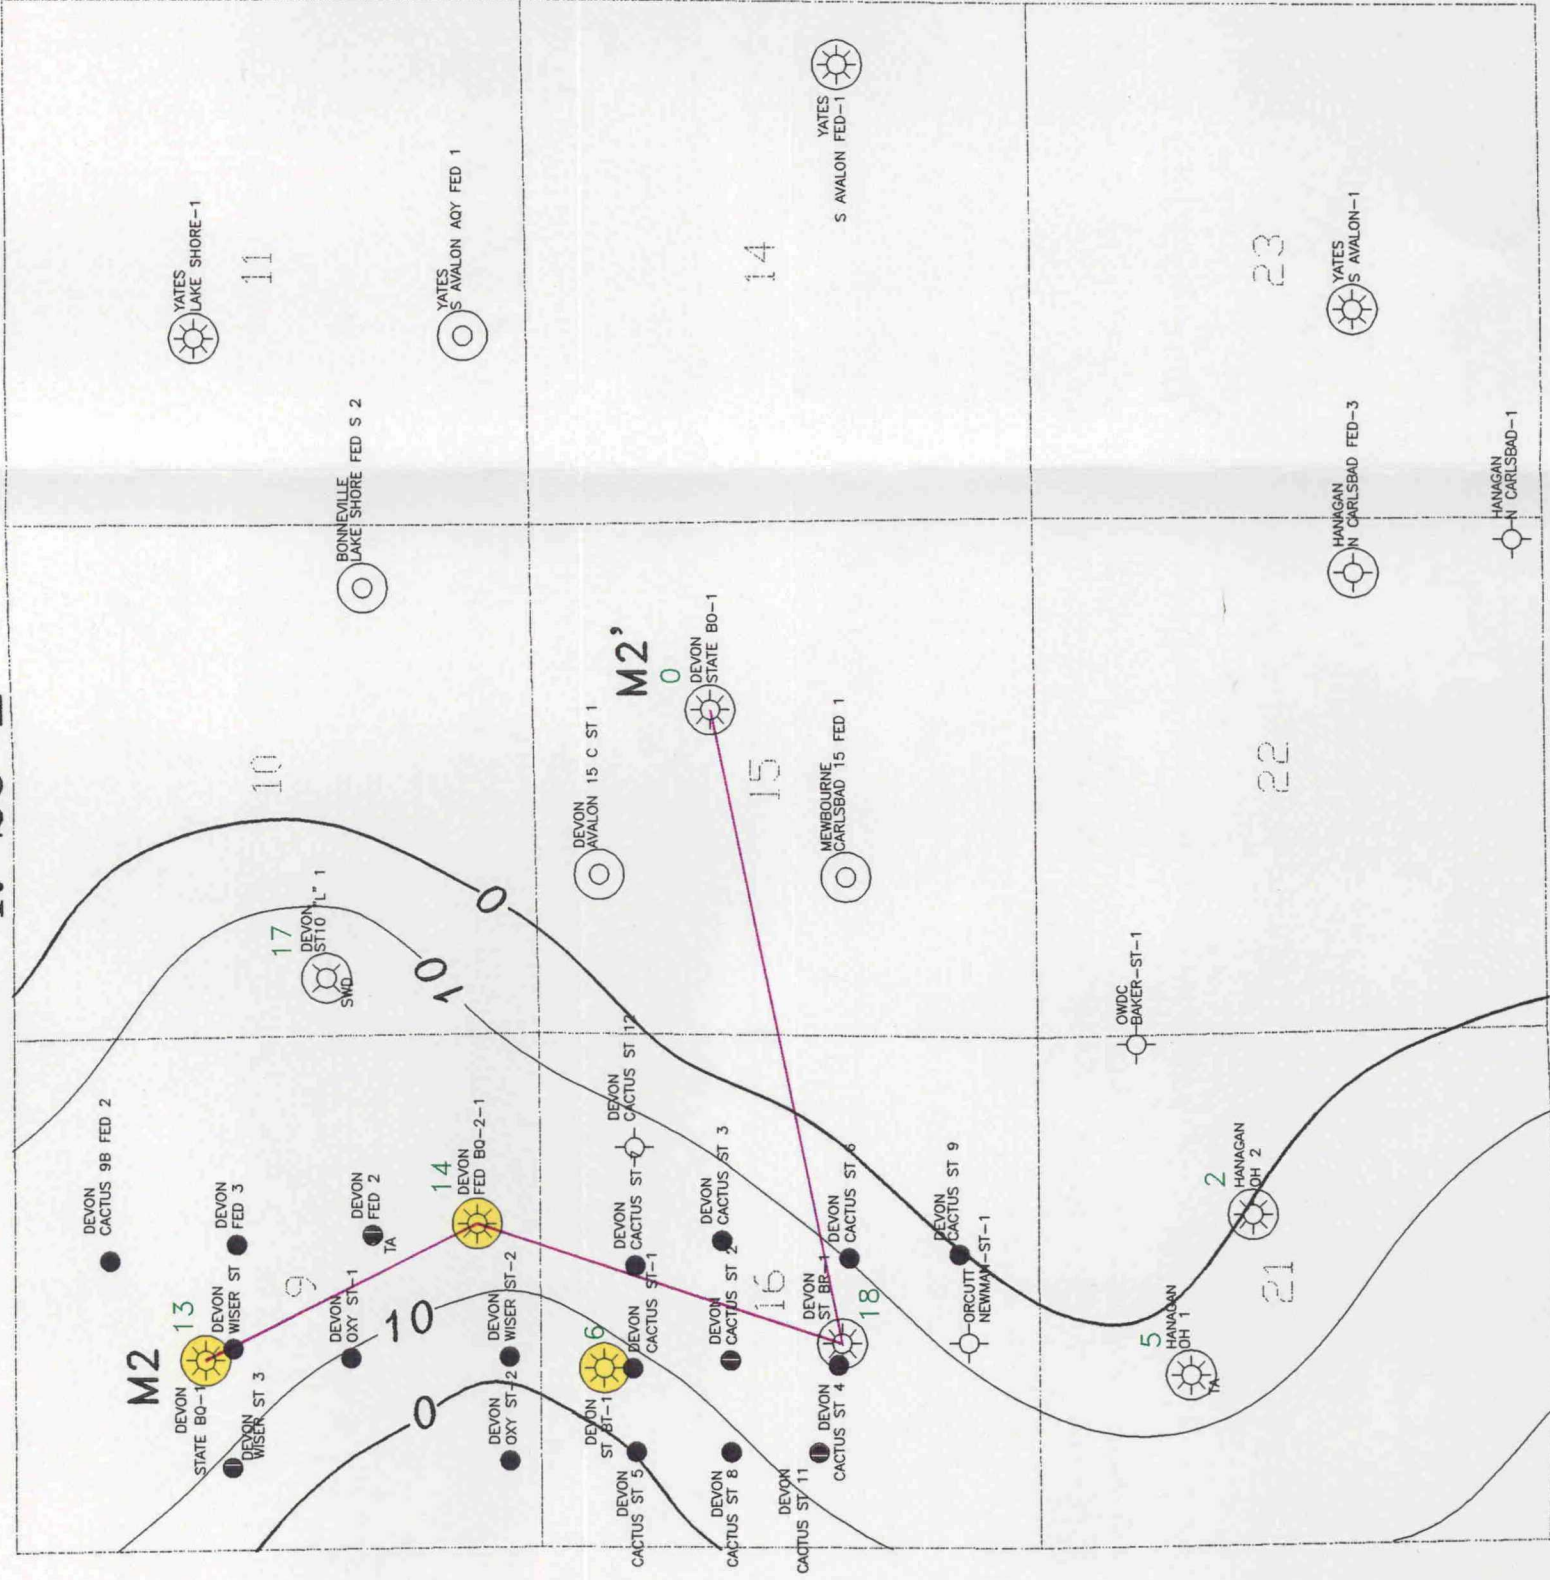 YATES
LAKE SHORE-1
11
YATES
S AVALON AQY FED 1
BONNEVILLE
LAKE SHORE FED S 2
10
17
DEVON
ST10 "L" 1
SWD
0
10
DEVON
CACTUS 9B FED 2
DEVON
FED 3
M2
13
DEVON
STATE BQ-1
DEVON
WISER ST
DEVON
WISER ST 3
9
DEVON
FED 2
TA
14
DEVON
FED BQ-2-1
DEVON
OXY ST-1
10
0
DEVON
WISER ST-2
DEVON
OXY ST-2
YATES
S AVALON FED-1
14
M2'
0
DEVON
STATE BO-1
DEVON
AVALON 15 C ST 1
15
MEWBOURNE
CARLSBAD 15 FED 1
DEVON
CACTUS ST 12
DEVON
CACTUS ST-7
6
DEVON
CACTUS ST-1
DEVON
ST BT-1
DEVON
CACTUS ST 5
DEVON
CACTUS ST 3
DEVON
CACTUS ST 2
DEVON
CACTUS ST 8
16
DEVON
ST BR-1
18
DEVON
CACTUS ST 6
DEVON
CACTUS ST 4
DEVON
CACTUS ST 11
DEVON
CACTUS ST 9
ORCUTT
NEWMAN-ST-1
23
YATES
S AVALON-1
HANAGAN
N CARLSBAD FED-3
HANAGAN
N CARLSBAD-1
22
OWDC
BAKER-ST-1
2
HANAGAN
OH 2
21
5
HANAGAN
OH 1
TA